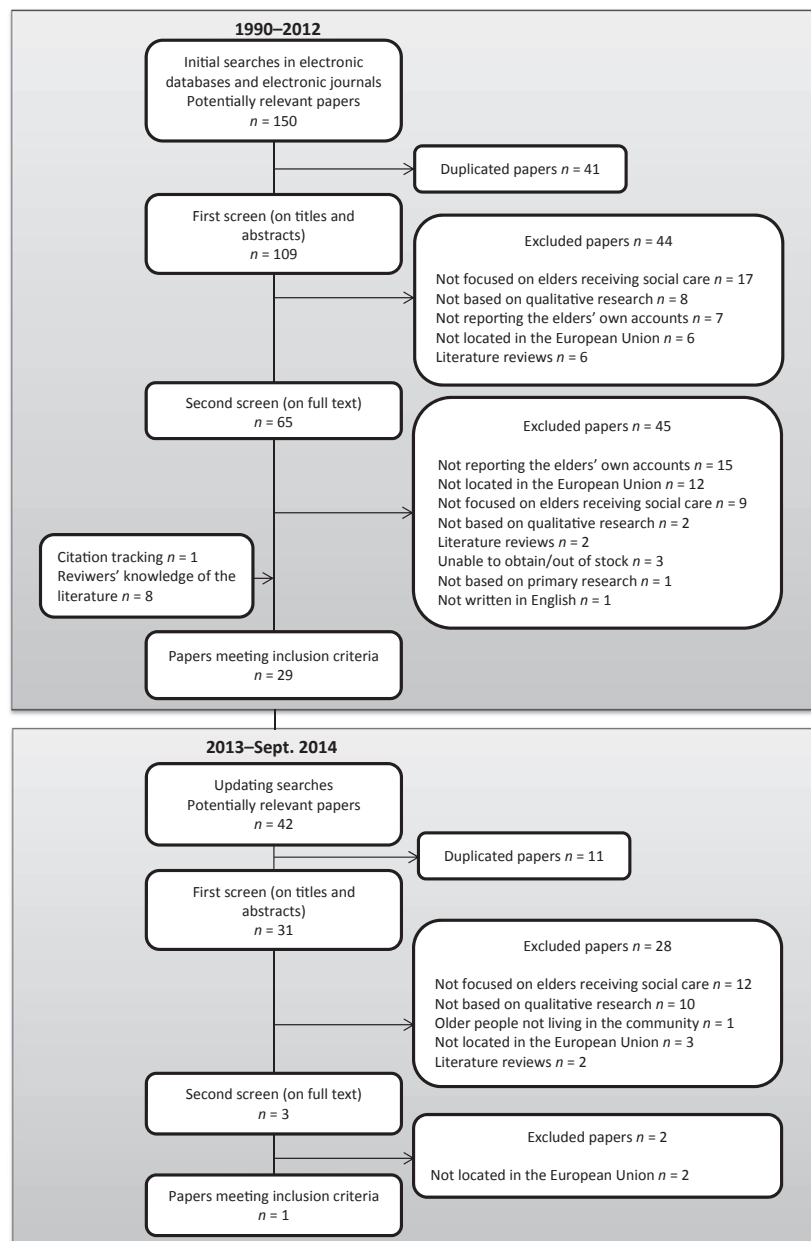 1990–2012
Initial searches in electronic
databases and electronic journals
Potentially relevant papers
n = 150
Duplicated papers n = 41
First screen (on titles and
abstracts)
n = 109
Excluded papers n = 44
Not focused on elders receiving social care n = 17
Not based on qualitative research n = 8
Not reporting the elders’ own accounts n = 7
Not located in the European Union n = 6
Literature reviews n = 6
Second screen (on full text)
n = 65
Excluded papers n = 45
Not reporting the elders’ own accounts n = 15
Not located in the European Union n = 12
Not focused on elders receiving social care n = 9
Not based on qualitative research n = 2
Literature reviews n = 2
Unable to obtain/out of stock n = 3
Not based on primary research n = 1
Not written in English n = 1
Citation tracking n = 1
Reviwers’ knowledge of the
literature n = 8
Papers meeting inclusion criteria
n = 29
2013–Sept. 2014
Updating searches
Potentially relevant papers
n = 42
Duplicated papers n = 11
First screen (on titles and
abstracts)
n = 31
Excluded papers n = 28
Not focused on elders receiving social care n = 12
Not based on qualitative research n = 10
Older people not living in the community n = 1
Not located in the European Union n = 3
Literature reviews n = 2
Second screen (on full text)
n = 3
Excluded papers n = 2
Not located in the European Union n = 2
Papers meeting inclusion criteria
n = 1